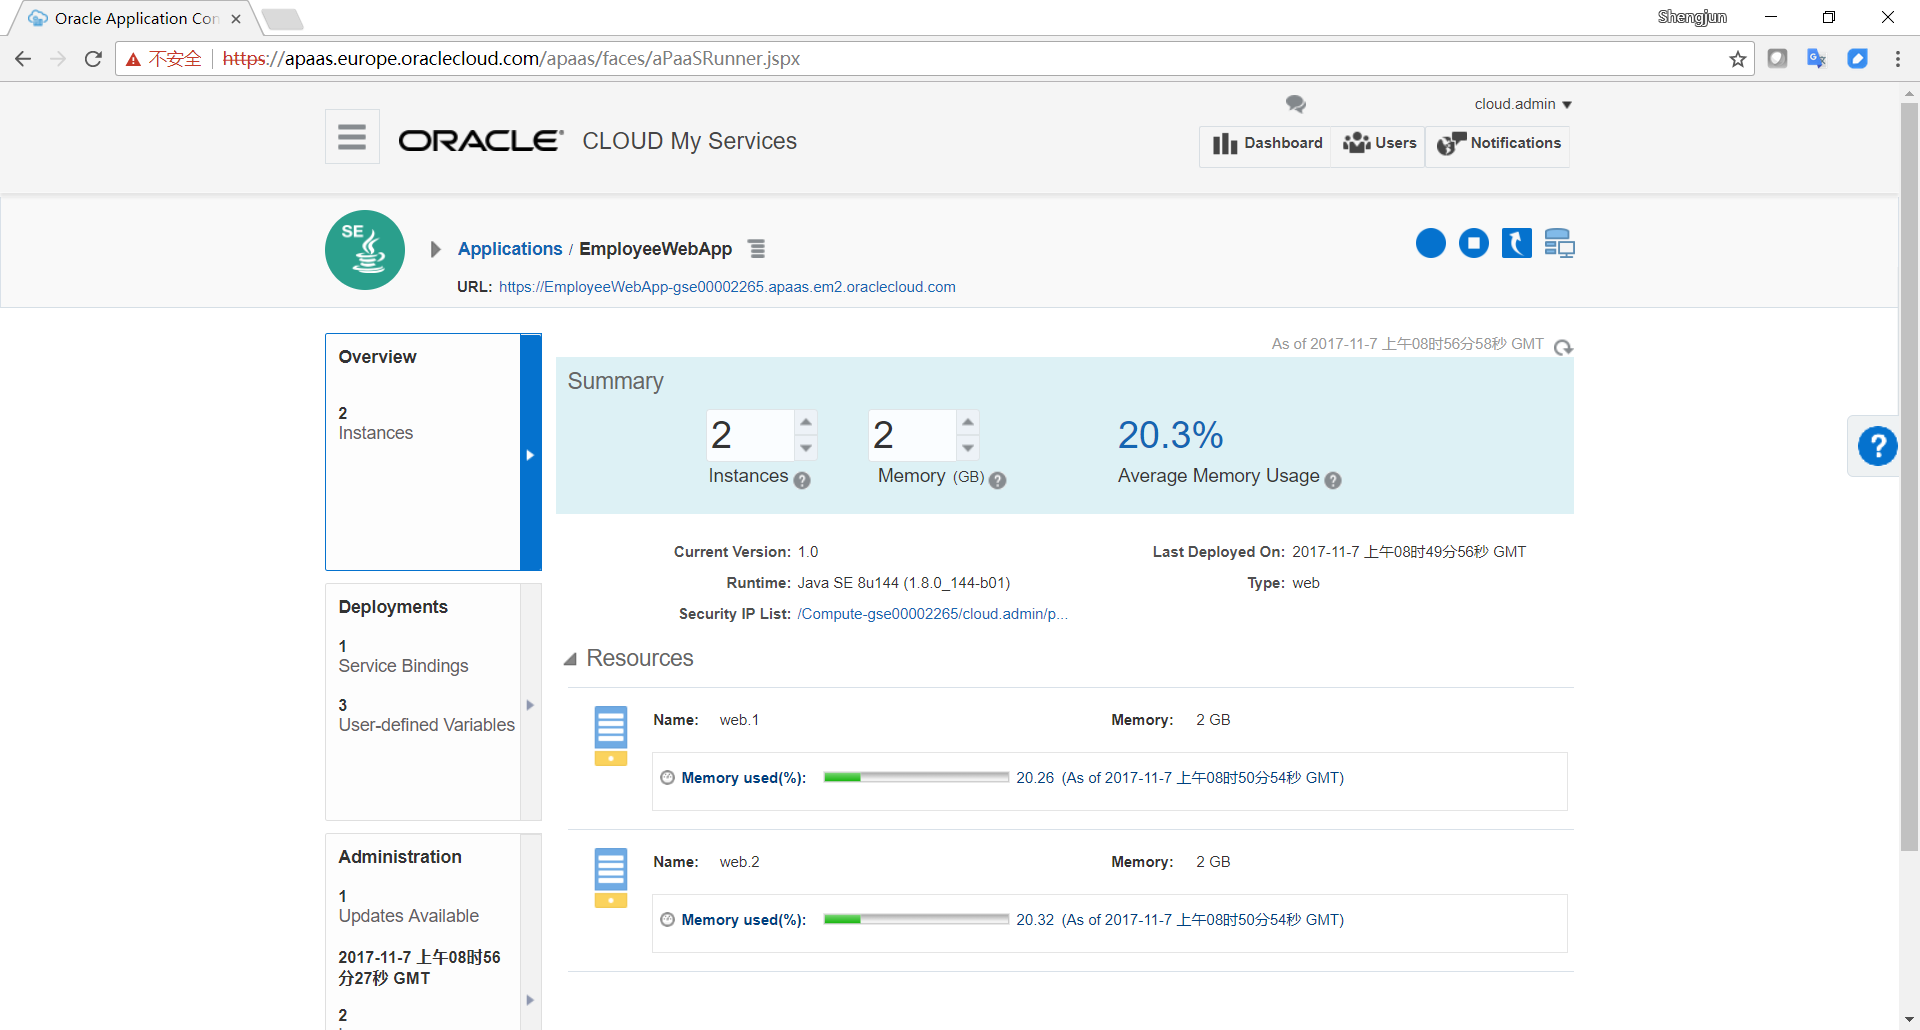 Oracle Application Con
Shengjun
不安全 https://apaas.europe.oraclecloud.com/apaas/faces/aPaaSRunner.jspx
cloud.admin
ORACLE CLOUD My Services
Dashboard Users Notifications
SE
Applications / EmployeeWebApp
URL: https://EmployeeWebApp-gse00002265.apaas.em2.oraclecloud.com
As of 2017-11-7 上午08时56分58秒 GMT
Overview
2
Instances
Summary
2 2 20.3%
Instances ? Memory (GB) ? Average Memory Usage ?
?
Current Version: 1.0 Last Deployed On: 2017-11-7 上午08时49分56秒 GMT
Runtime: Java SE 8u144 (1.8.0_144-b01) Type: web
Security IP List: /Compute-gse00002265/cloud.admin/p...
Deployments
1
Service Bindings
3
User-defined Variables
Resources
Name: web.1 Memory: 2 GB
Memory used(%): 20.26 (As of 2017-11-7 上午08时50分54秒 GMT)
Name: web.2 Memory: 2 GB
Memory used(%): 20.32 (As of 2017-11-7 上午08时50分54秒 GMT)
Administration
1
Updates Available
2017-11-7 上午08时56
分27秒 GMT
2